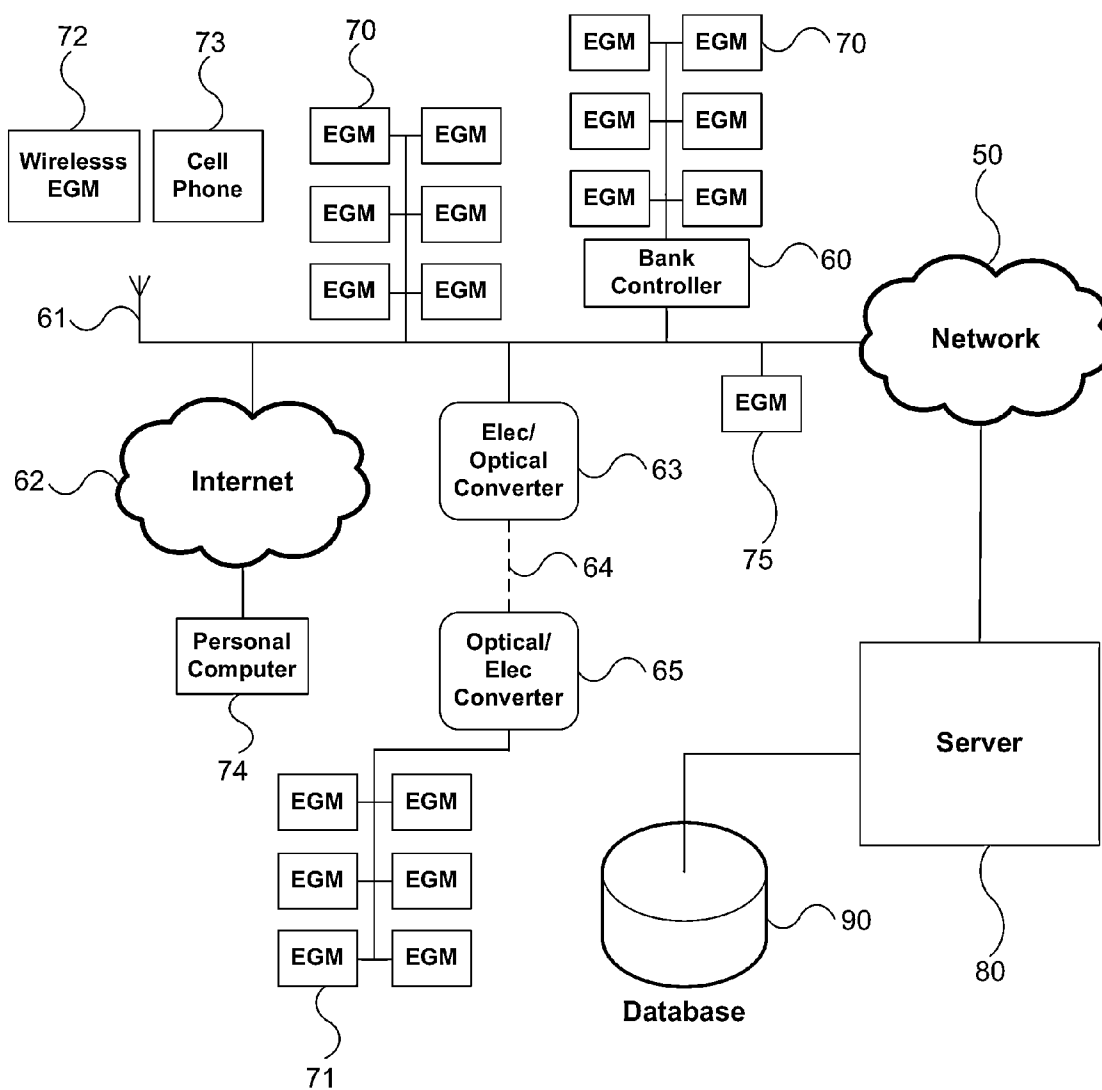 72
73
70
EGM EGM
70
Wirelesss
EGM
Cell
Phone
EGM EGM
EGM EGM
50
EGM EGM
EGM EGM
EGM EGM
Bank
Controller
60
61
Network
EGM
75
Internet
62
Elec/
Optical
Converter
63
64
Personal
Computer
74
Optical/
Elec
Converter
65
Server
80
EGM EGM
EGM EGM
EGM EGM
71
90
Database